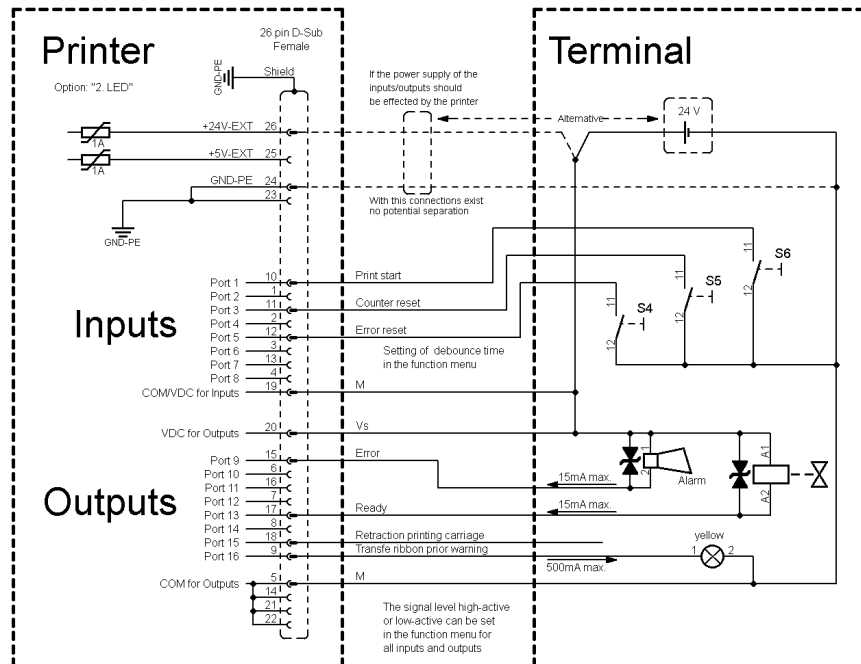 Printer
Terminal
26 pin D-Sub
Female
Shield
GND-PE
Option: "2. LED"
If the power supply of the
inputs/outputs should
be effected by the printer
Alternative
24 V
+24V-EXT 26
1A
+5V-EXT 25
1A
GND-PE 24
23
GND-PE
With this connections exist
no potential separation
Inputs
Port 1 10 Print start
Port 2 1
Port 3 11 Counter reset
Port 4 2
Port 5 12 Error reset
Port 6 3
Port 7 13
Port 8 4
COM/VDC for Inputs 19 M
11 S6
12
11 S5
12
11 S4
12
Setting of debounce time
in the function menu
VDC for Outputs 20 Vs
Outputs
Port 9 15 Error
Port 10 6
Port 11 16
Port 12 7
Port 13 17 Ready
Port 14 8
Port 15 18 Retraction printing carriage
Port 16 9 Transfe ribbon prior warning
1
2
Alarm
A1
A2
15mA max.
15mA max.
500mA max.
yellow
1 2
COM for Outputs 5 M
14
21
22
The signal level high-active
or low-active can be set
in the function menu for
all inputs and outputs